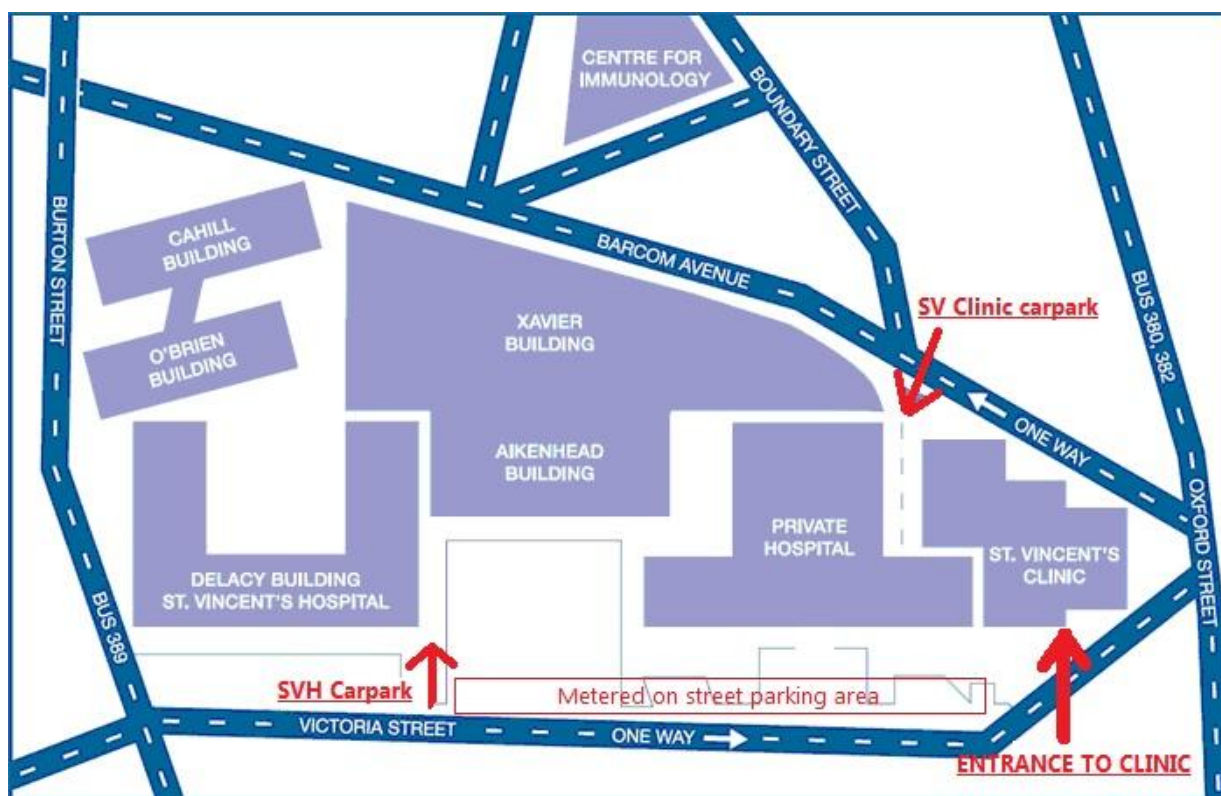 CENTRE FOR
IMMUNOLOGY
BOUNDARY STREET
BURTON STREET
CAHILL
BUILDING
BARCOM AVENUE
BUS 380, 382
SV Clinic carpark
O'BRIEN
BUILDING
XAVIER
BUILDING
ONE WAY
AIKENHEAD
BUILDING
OXFORD STREET
PRIVATE
HOSPITAL
ST. VINCENT'S
CLINIC
DELACY BUILDING
ST. VINCENT'S HOSPITAL
BUS 389
SVH Carpark
Metered on street parking area
VICTORIA STREET
ONE WAY
ENTRANCE TO CLINIC